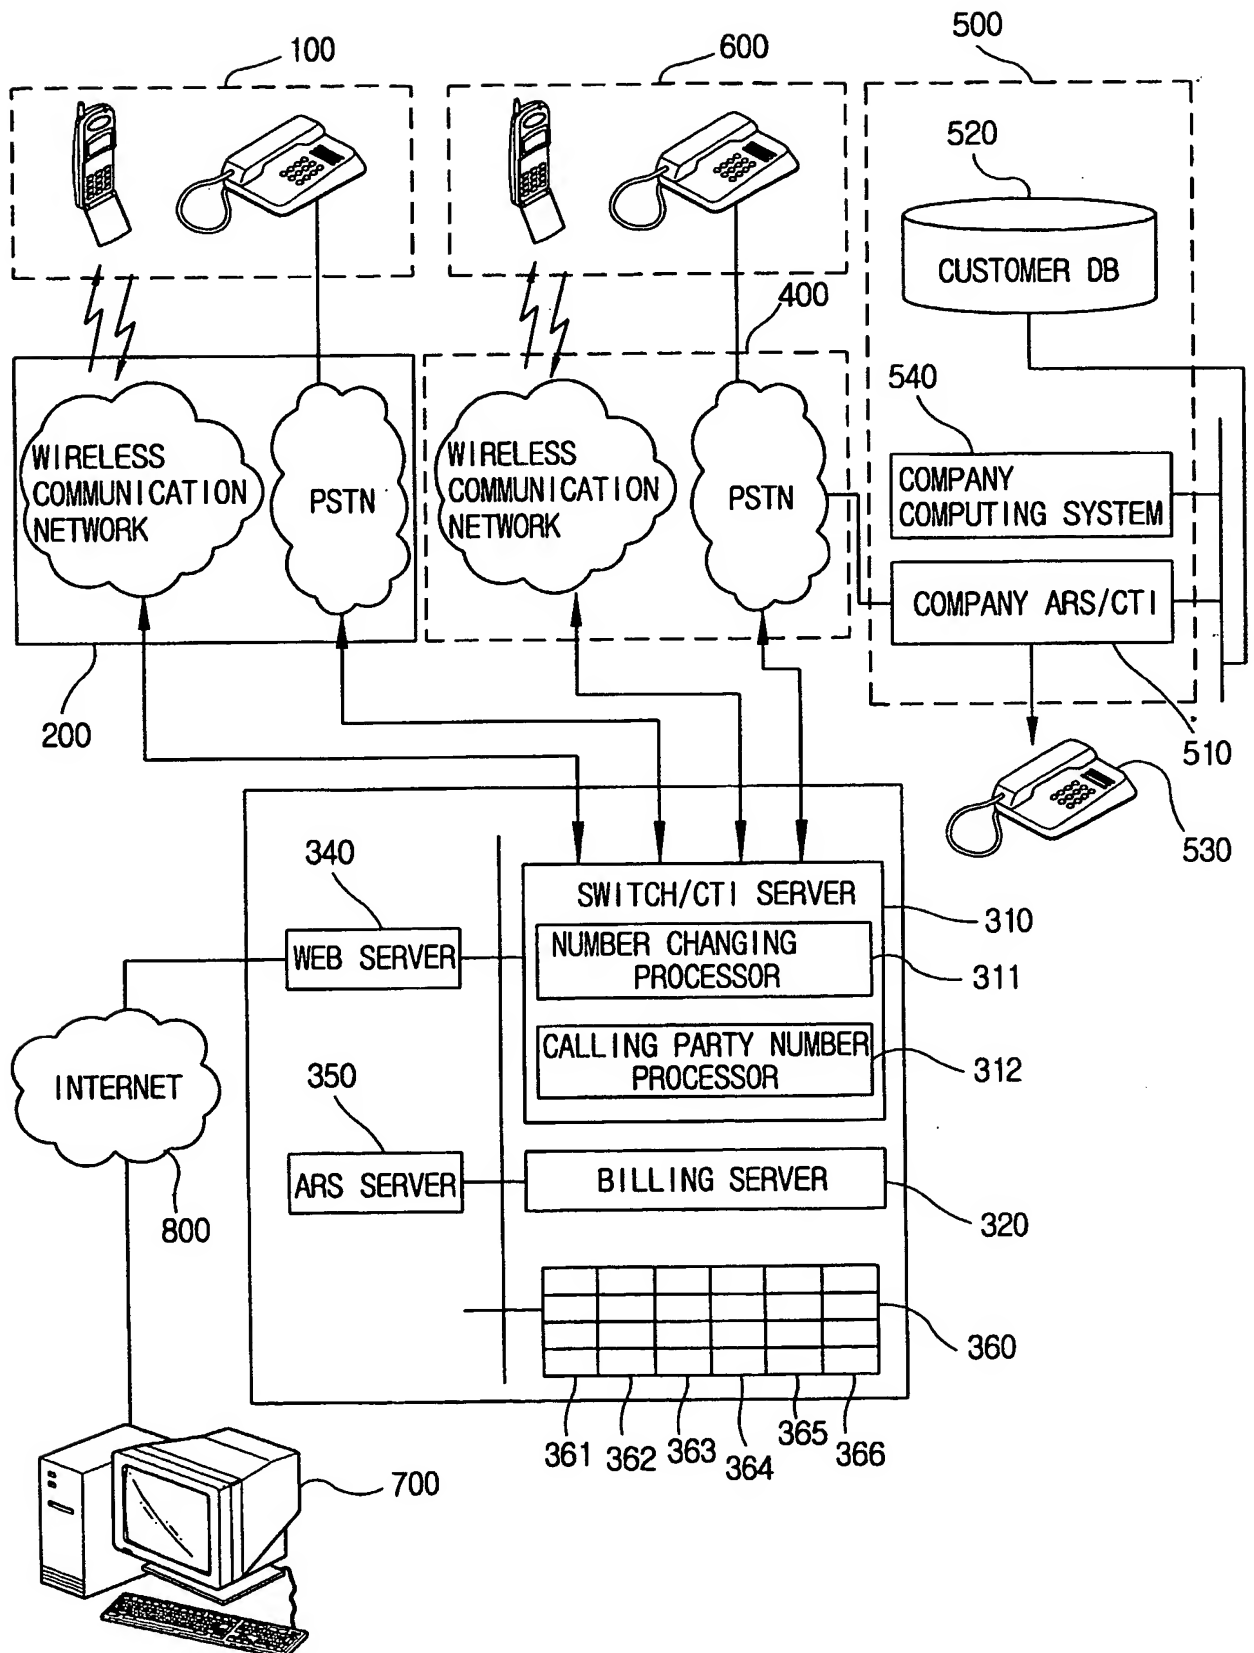 100
600
500
520
CUSTOMER DB
400
540
WIRELESS
COMMUNICATION
NETWORK
PSTN
WIRELESS
COMMUNICATION
NETWORK
PSTN
COMPANY
COMPUTING SYSTEM
COMPANY ARS/CTI
200
510
530
340
SWITCH/CTI SERVER
310
WEB SERVER
NUMBER CHANGING
PROCESSOR
311
INTERNET
350
CALLING PARTY NUMBER
PROCESSOR
312
ARS SERVER
BILLING SERVER
800
320
360
361
362
363
364
365
366
700